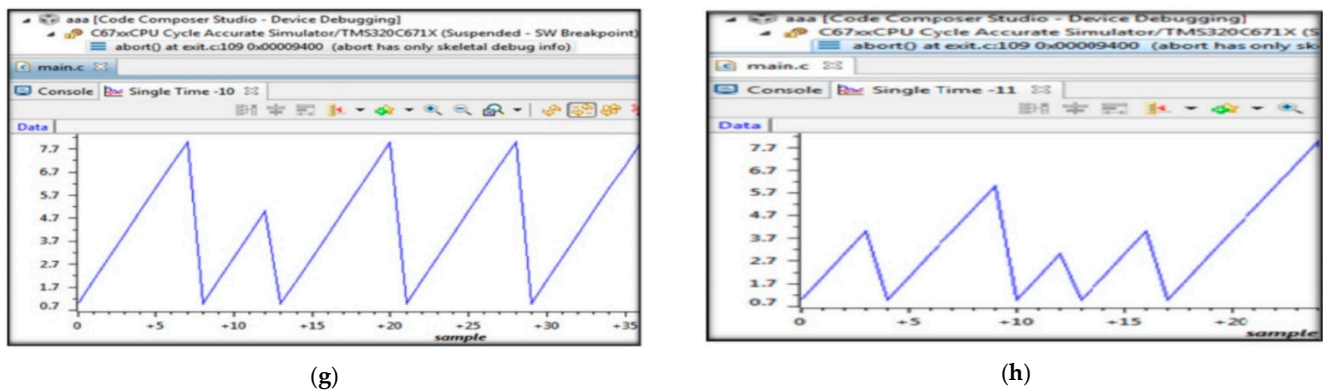 aaa [Code Composer Studio - Device Debugging]
C67xxCPU Cycle Accurate Simulator/TMS320C671X (Suspended - SW Breakpoint)
abort() at exit.c:109 0x00009400 (abort has only skeletal debug info)
main.c
Console Single Time -10
Data
7.7
6.7
5.7
4.7
3.7
2.7
1.7
0.7
0 +5 +10 +15 +20 +25 +30 +35
sample
(g)
aaa [Code Composer Studio - Device Debugging]
C67xxCPU Cycle Accurate Simulator/TMS320C671X (S
abort() at exit.c:109 0x00009400 (abort has only sk
main.c
Console Single Time -11
Data
7.7
6.7
5.7
4.7
3.7
2.7
1.7
0.7
0 +5 +10 +15 +20
sample
(h)